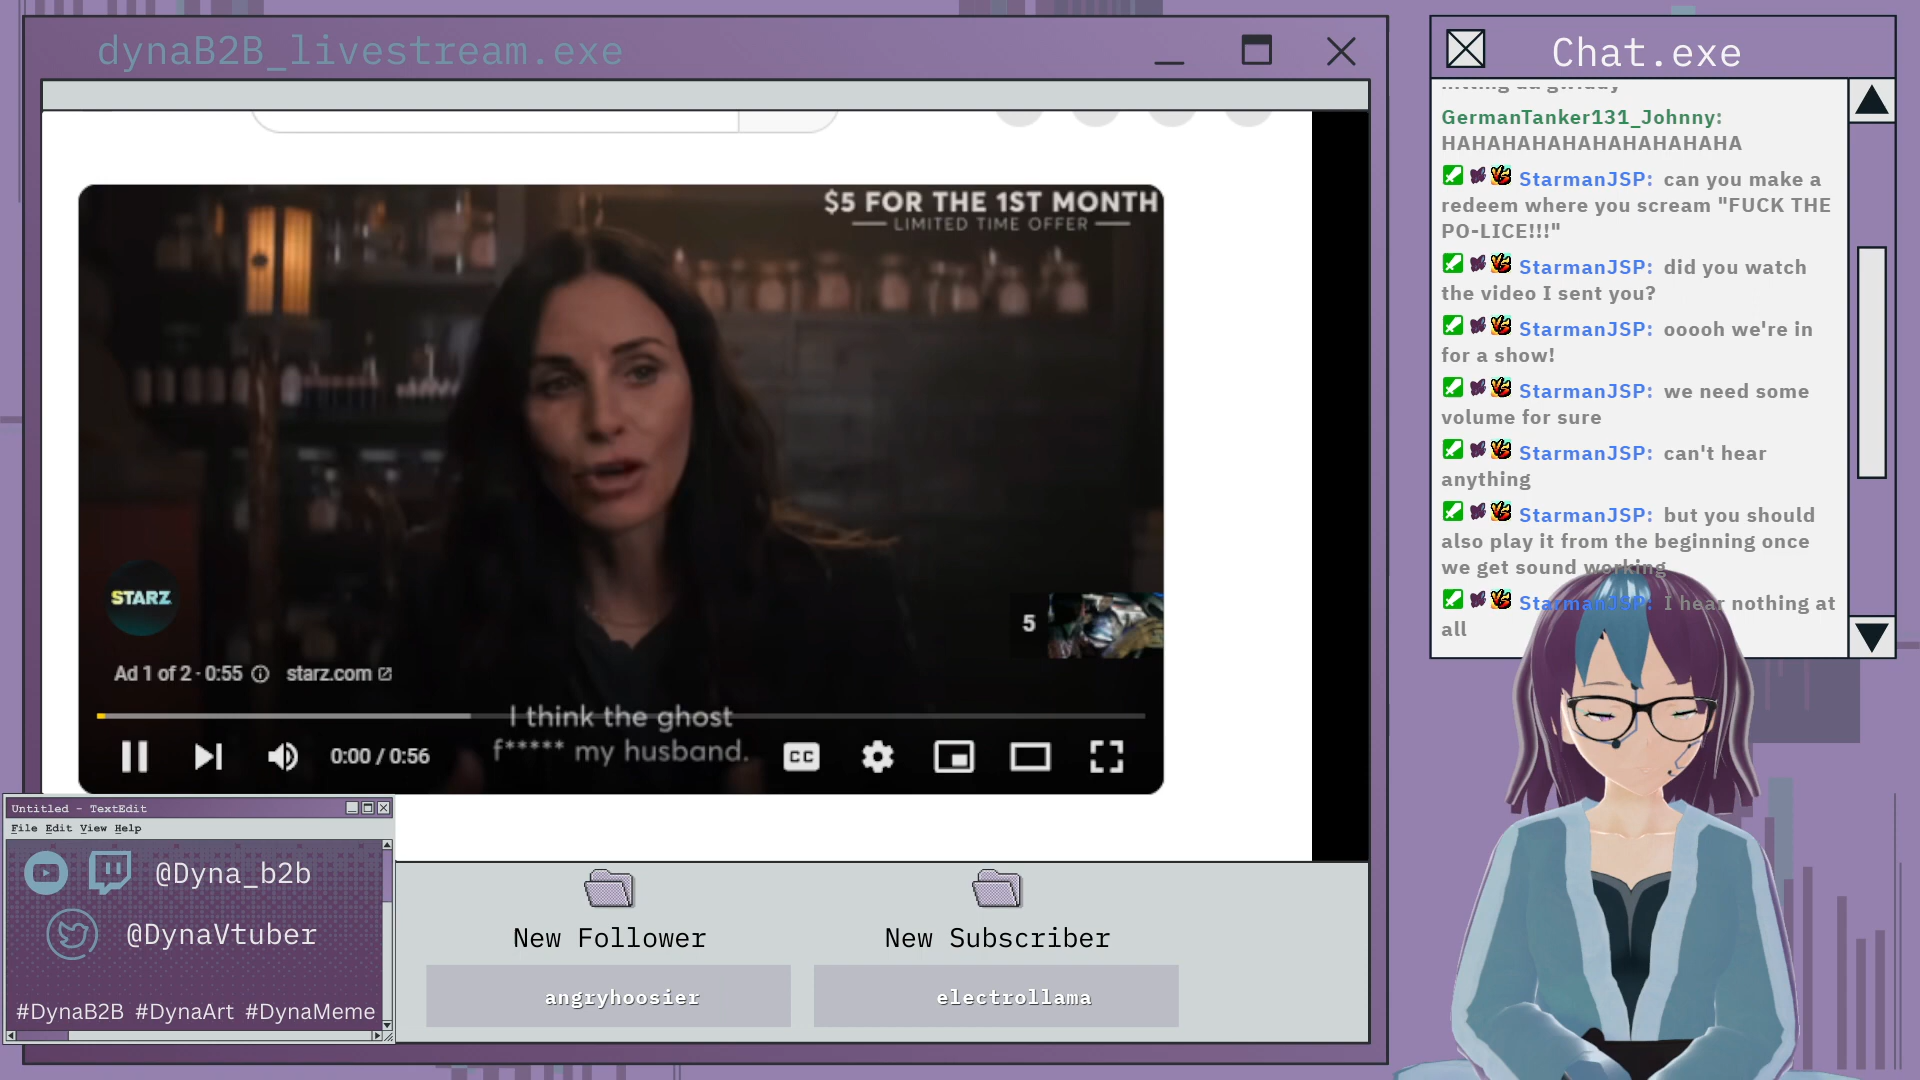 dynaB2B_livestream.exe
$5 FOR THE 1ST MONTH
LIMITED TIME OFFER
STARZ
5
Ad 1 of 2 · 0:55
starz.com
I think the ghost
f***** my husband.
0:00 / 0:56
CC
Chat.exe
GermanTanker131_Johnny:
HAHAHAHAHAHAHAHAHAHA
StarmanJSP: can you make a
redeem where you scream "FUCK THE
PO-LICE!!!"
StarmanJSP: did you watch
the video I sent you?
StarmanJSP: ooooh we're in
for a show!
StarmanJSP: we need some
volume for sure
StarmanJSP: can't hear
anything
StarmanJSP: but you should
also play it from the beginning once
we get sound working
StarmanJSP: I hear nothing at
all
Untitled - TextEdit
File Edit View Help
@Dyna_b2b
@DynaVtuber
#DynaB2B #DynaArt #DynaMeme
New Follower
angryhoosier
New Subscriber
electrollama